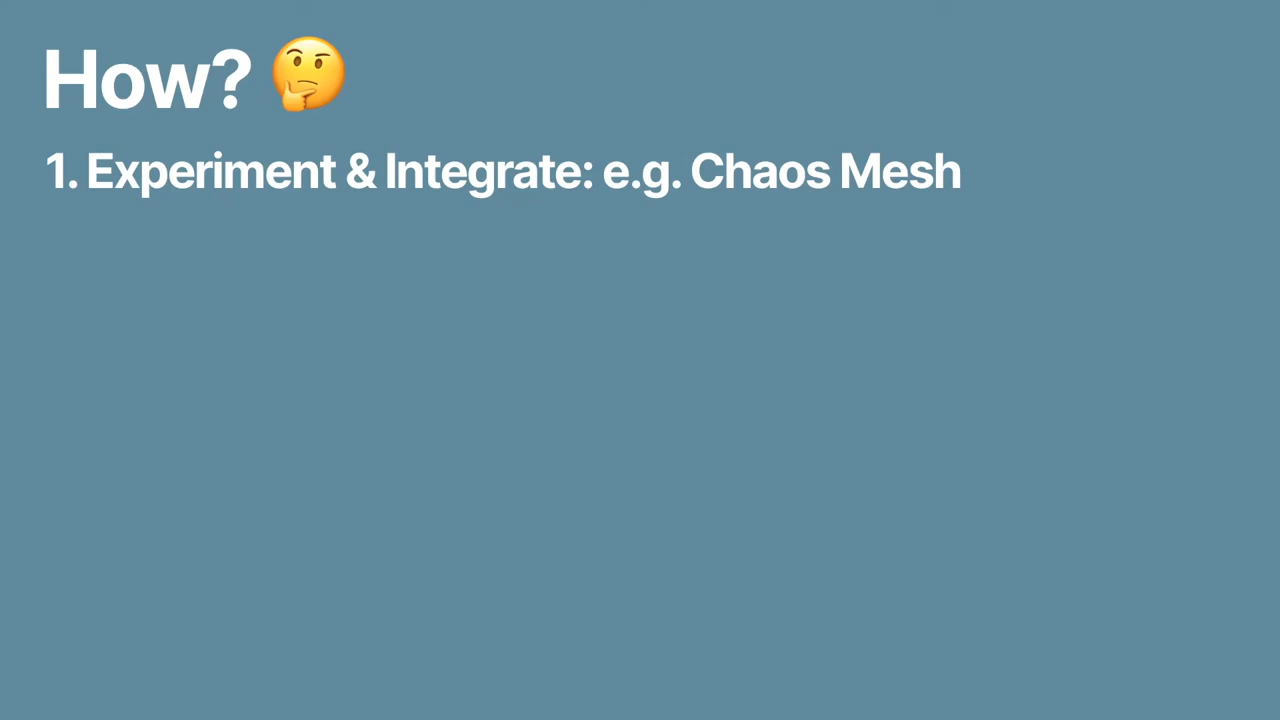 How? 🤔
1. Experiment & Integrate: e.g. Chaos Mesh